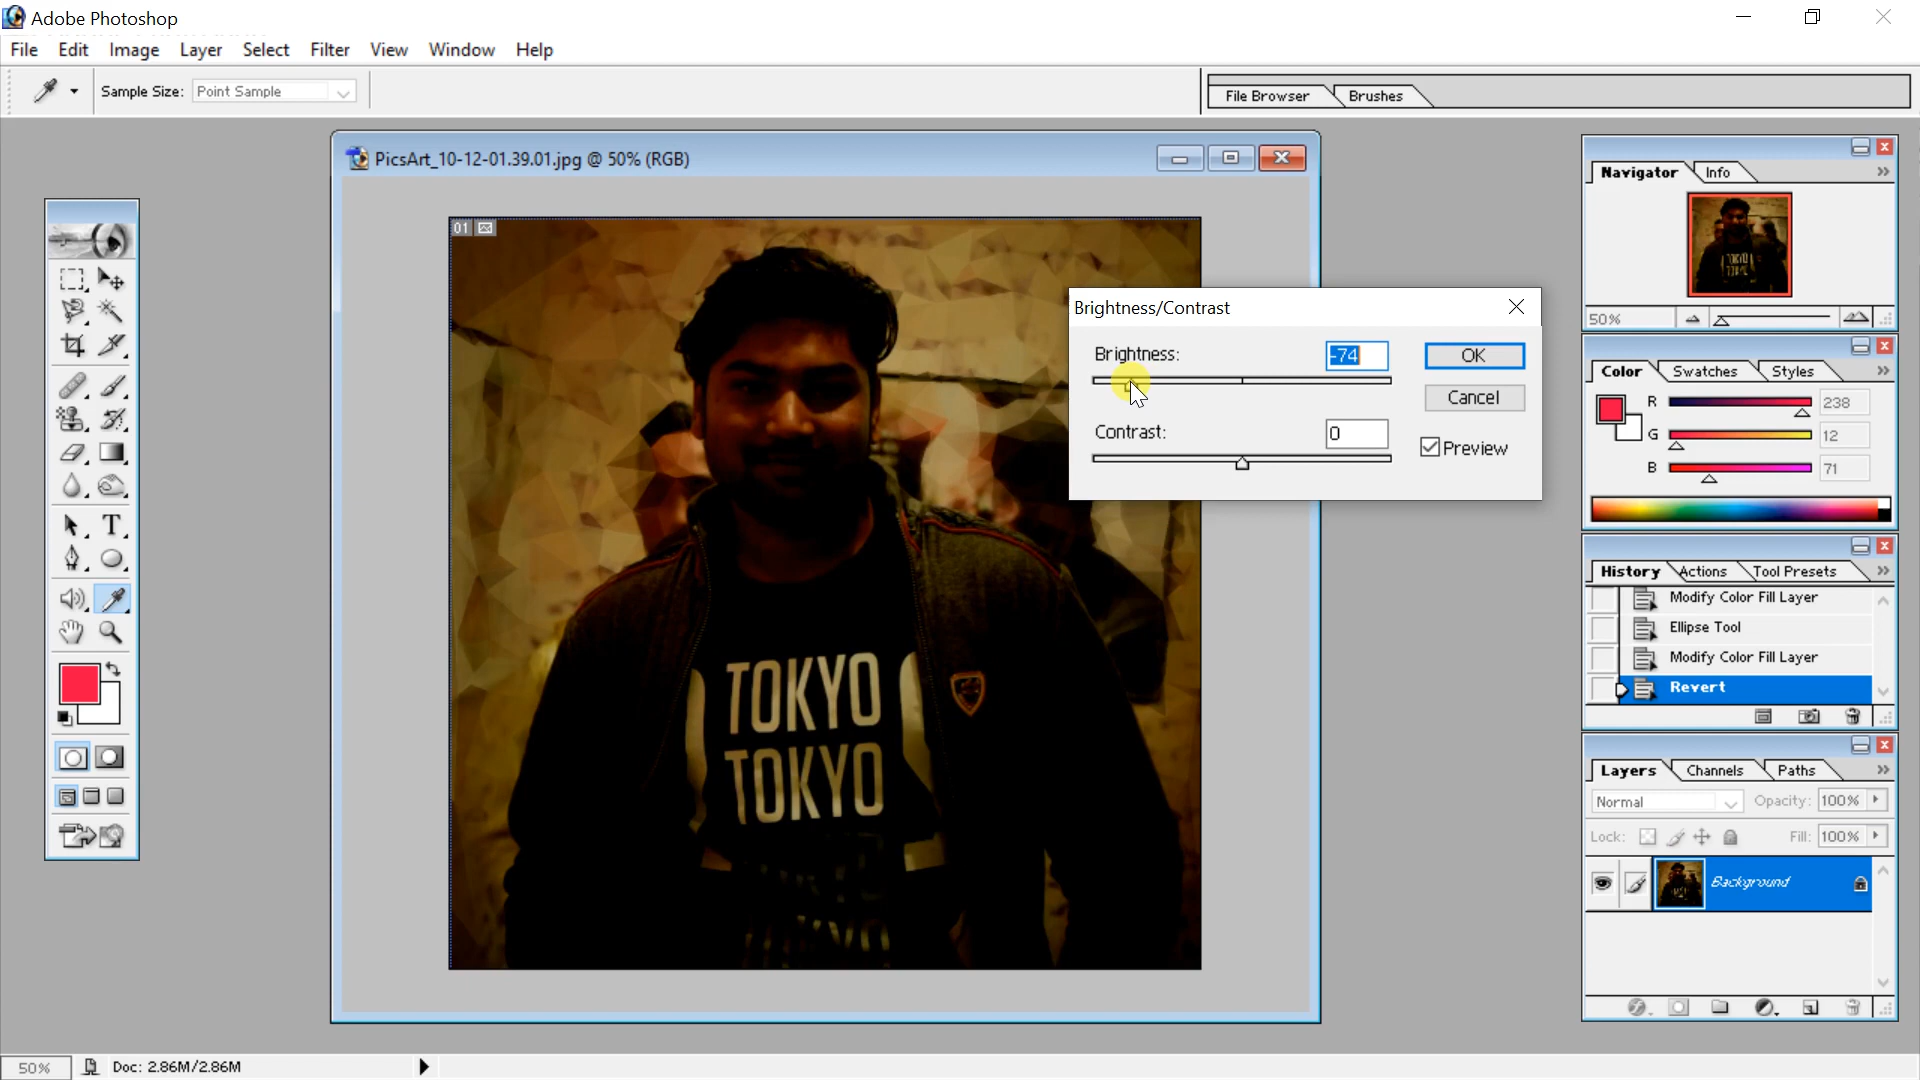 Adobe Photoshop
File Edit Image Layer Select Filter View Window Help
Sample Size: Point Sample
File Browser Brushes
PicsArt_10-12-01.39.01.jpg @ 50% (RGB)
01
TOKYO
TOKYO
Brightness/Contrast
Brightness: -74
OK
Cancel
Contrast: 0
Preview
Navigator Info
50%
Color Swatches Styles
R 238
G 12
B 71
History Actions Tool Presets
Modify Color Fill Layer
Ellipse Tool
Modify Color Fill Layer
Revert
Layers Channels Paths
Normal Opacity: 100%
Lock: Fill: 100%
Background
T
50% Doc: 2.86M/2.86M